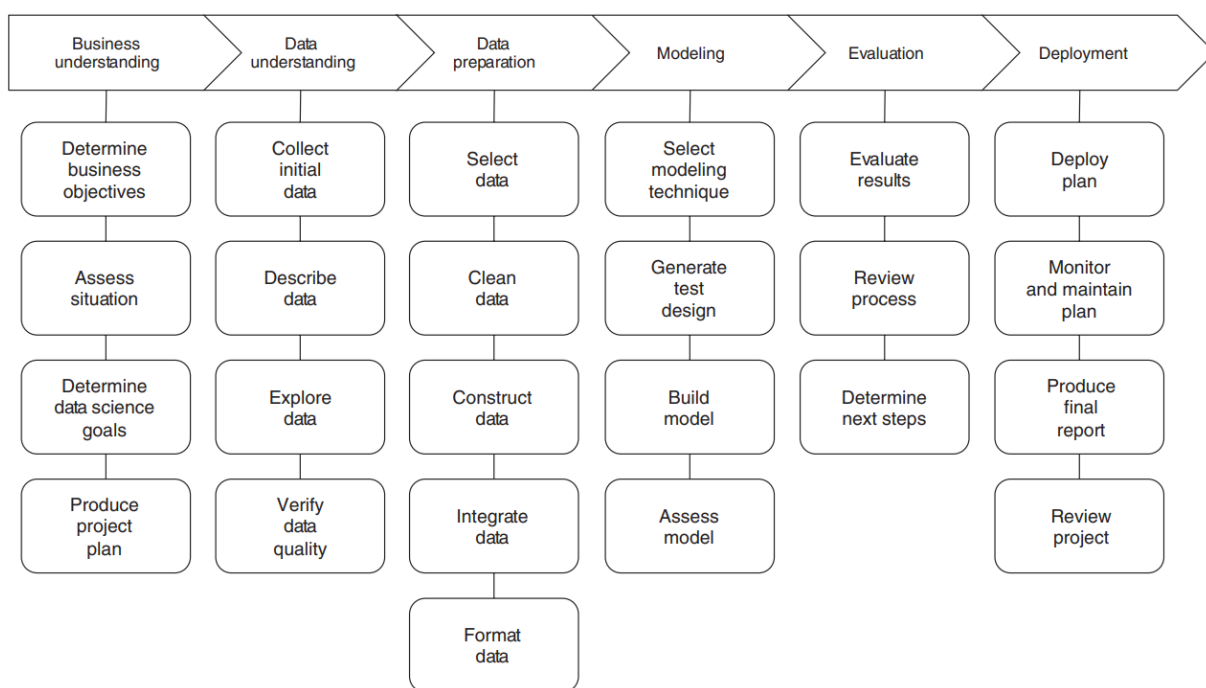 Business
understanding
Data
understanding
Data
preparation
Modeling
Evaluation
Deployment
Determine
business
objectives
Assess
situation
Determine
data science
goals
Produce
project
plan
Collect
initial
data
Describe
data
Explore
data
Verify
data
quality
Select
data
Clean
data
Construct
data
Integrate
data
Format
data
Select
modeling
technique
Generate
test
design
Build
model
Assess
model
Evaluate
results
Review
process
Determine
next steps
Deploy
plan
Monitor
and maintain
plan
Produce
final
report
Review
project